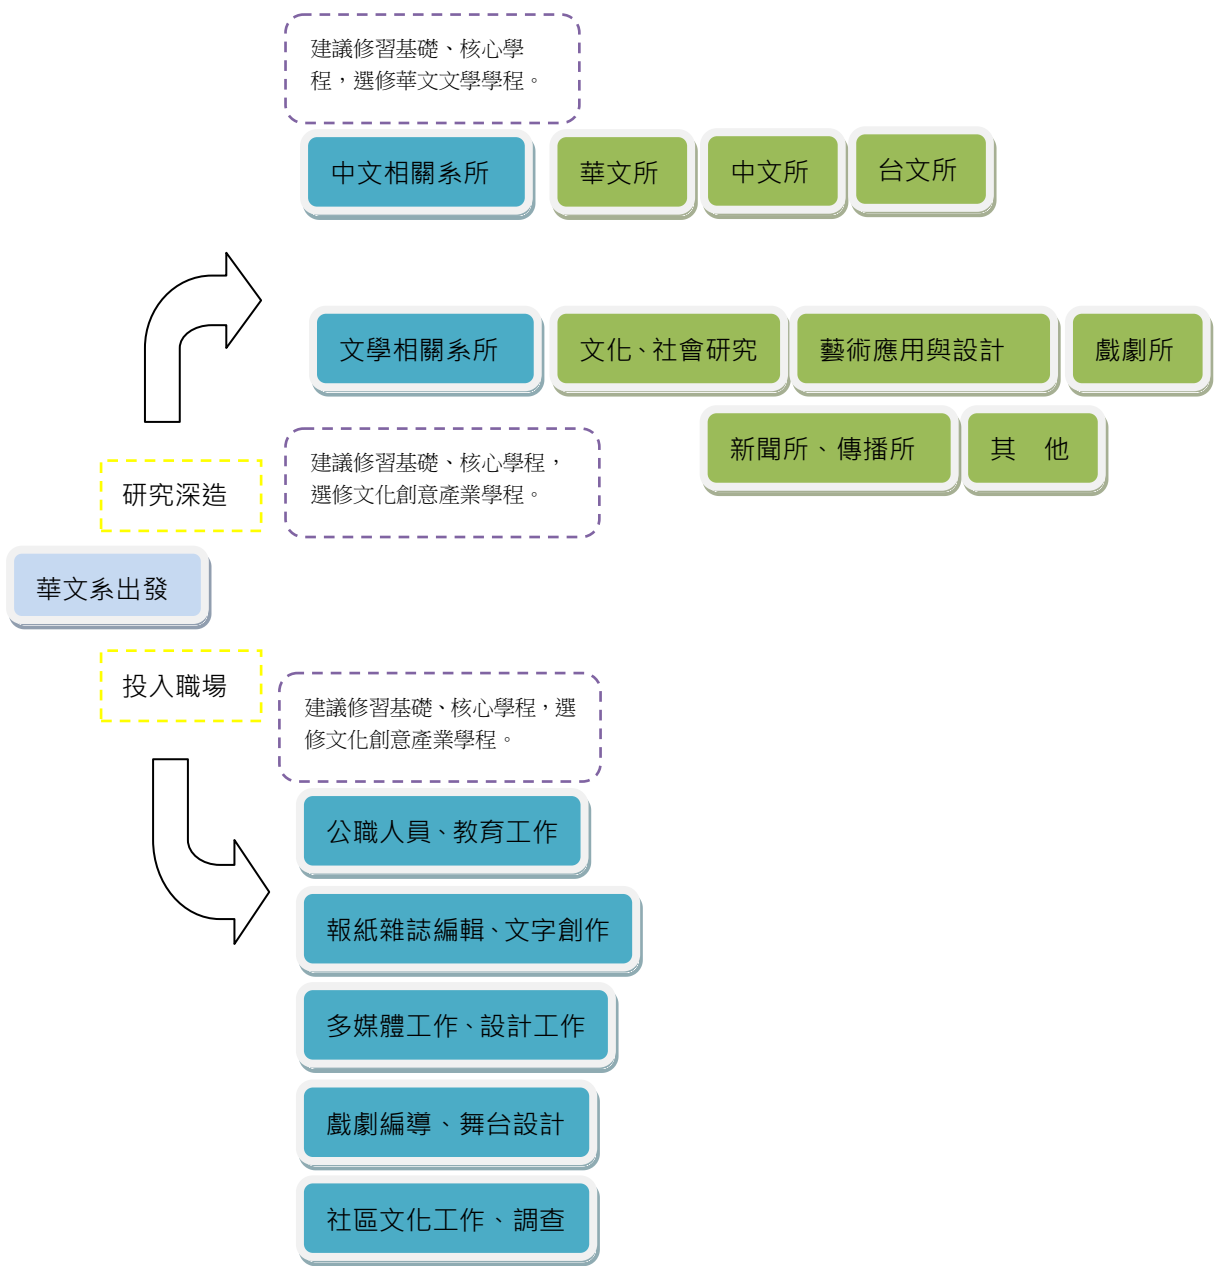 建議修習基礎、核心學
程，選修華文文學學程。
中文相關系所
華文所
中文所
台文所
文學相關系所
文化、社會研究
藝術應用與設計
戲劇所
新聞所、傳播所
其　他
建議修習基礎、核心學程，
選修文化創意產業學程。
研究深造
華文系出發
投入職場
建議修習基礎、核心學程，選
修文化創意產業學程。
公職人員、教育工作
報紙雜誌編輯、文字創作
多媒體工作、設計工作
戲劇編導、舞台設計
社區文化工作、調查